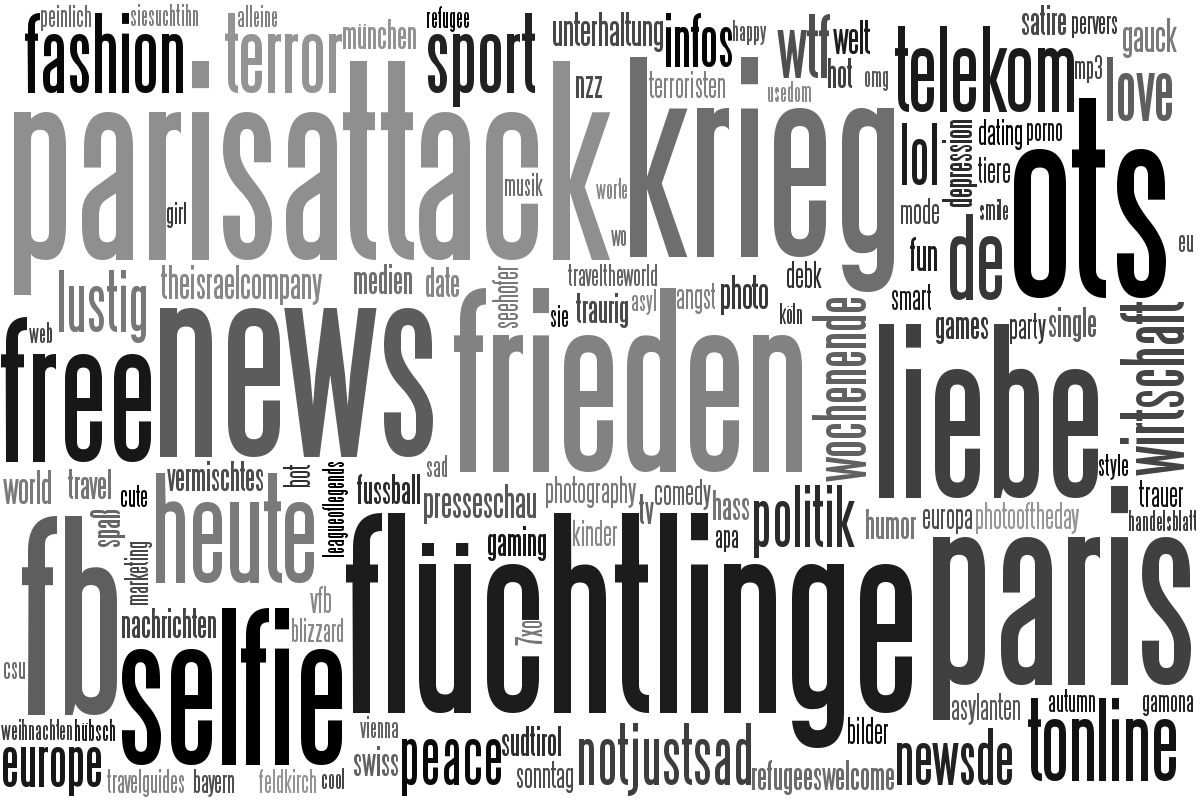 peinlich
siesuchtihn
alleine
refugee
fashion
terror
münchen
sport
unterhaltung
infos
happy
wtf
welt
satire
pervers
gauck
telekom
mp3
love
nzz
terroristen
hot
omg
usedom
parisattack
krieg
lol
depression
dating
porno
ots
tiere
musik
worte
girl
mode
smile
wo
fun
de
eu
lustig
theisraelcompany
medien
date
seehofer
traveltheworld
debk
sie
traurig
asyl
angst
photo
smart
köln
web
free
news
frieden
wochenende
games
party
single
liebe
wirtschaft
world
travel
vermischtes
bot
leagueoflegends
sad
style
cute
fussball
presseschau
photography
tv
comedy
hass
politik
trauer
spaß
heute
gaming
kinder
apa
humor
europa
photooftheday
handelsblatt
fb
marketing
flüchtlinge
paris
vfb
nachrichten
selfie
blizzard
7xo
csu
asylanten
autumn
gamona
weihnachten
hübsch
vienna
bilder
europe
swiss
peace
sudtirol
notjustsad
newsde
tonline
travelguides
bayern
feldkirch
cool
sonntag
refugeeswelcome